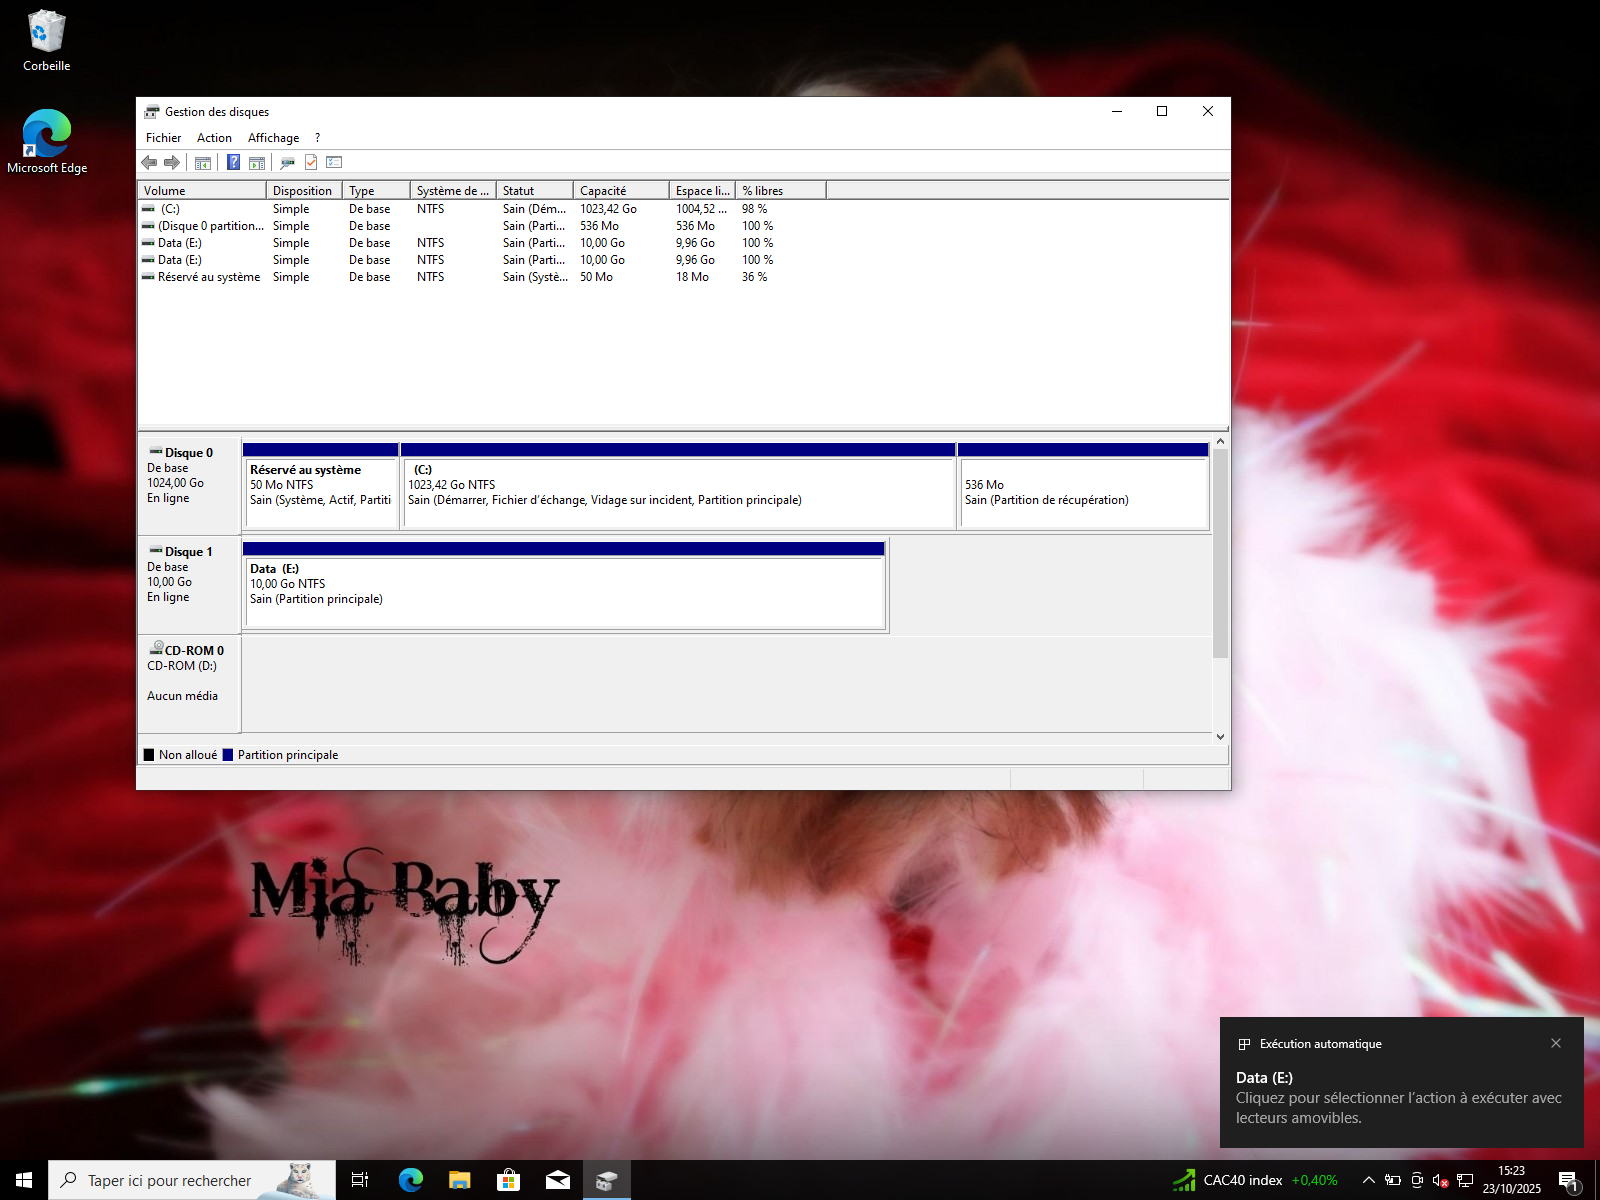 Corbeille
Microsoft Edge
Gestion des disques
Fichier Action Affichage ?
Volume Disposition Type Système de ... Statut Capacité Espace li... % libres
(C:) Simple De base NTFS Sain (Dém... 1023,42 Go 1004,52 ... 98 %
(Disque 0 partition... Simple De base Sain (Parti... 536 Mo 536 Mo 100 %
Data (E:) Simple De base NTFS Sain (Parti... 10,00 Go 9,96 Go 100 %
Data (E:) Simple De base NTFS Sain (Parti... 10,00 Go 9,96 Go 100 %
Réservé au système Simple De base NTFS Sain (Systè... 50 Mo 18 Mo 36 %
Disque 0
De base
1024,00 Go
En ligne
Réservé au système
50 Mo NTFS
Sain (Système, Actif, Partiti
(C:)
1023,42 Go NTFS
Sain (Démarrer, Fichier d'échange, Vidage sur incident, Partition principale)
536 Mo
Sain (Partition de récupération)
Disque 1
De base
10,00 Go
En ligne
Data (E:)
10,00 Go NTFS
Sain (Partition principale)
CD-ROM 0
CD-ROM (D:)
Aucun média
Non alloué Partition principale
Mia Baby
Exécution automatique
Data (E:)
Cliquez pour sélectionner l'action à exécuter avec
lecteurs amovibles.
Taper ici pour rechercher
CAC40 index +0,40%
15:23
23/10/2025
1